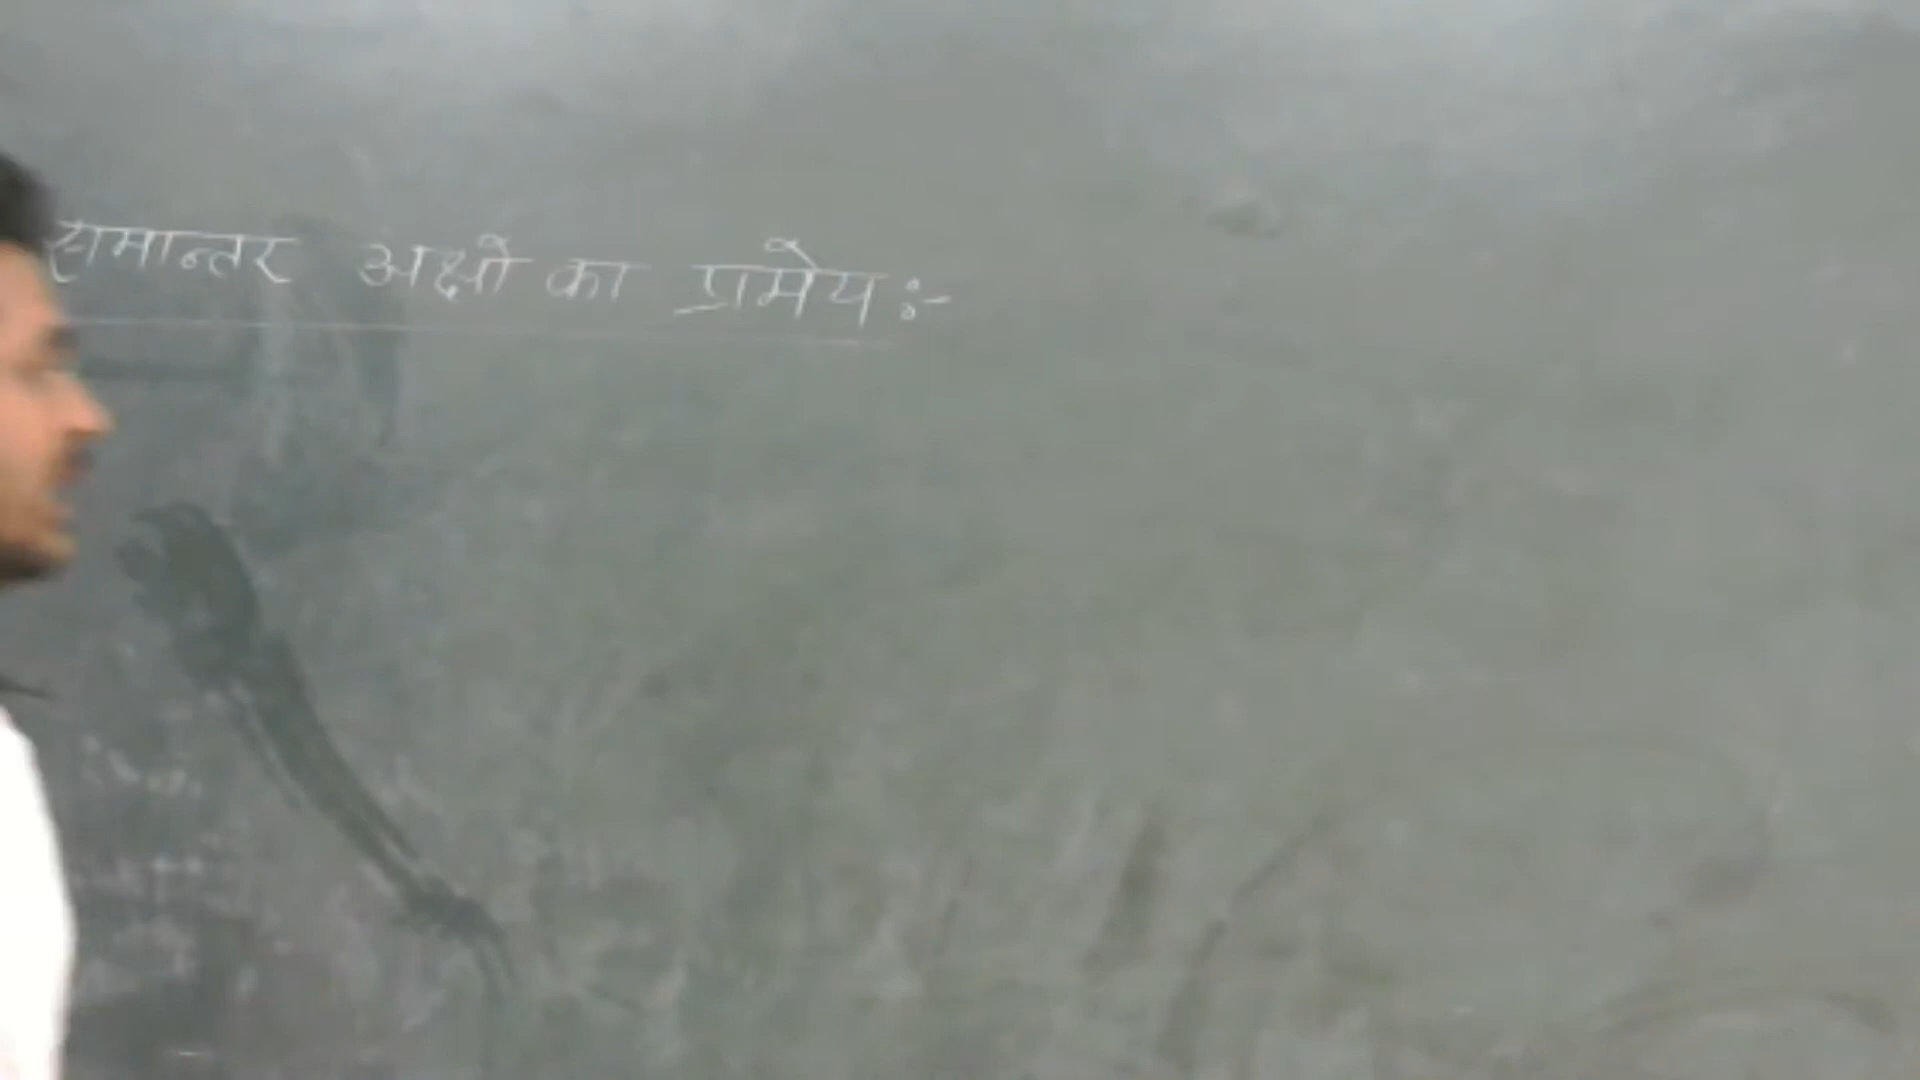 समान्तर अक्षो का प्रमेय :-